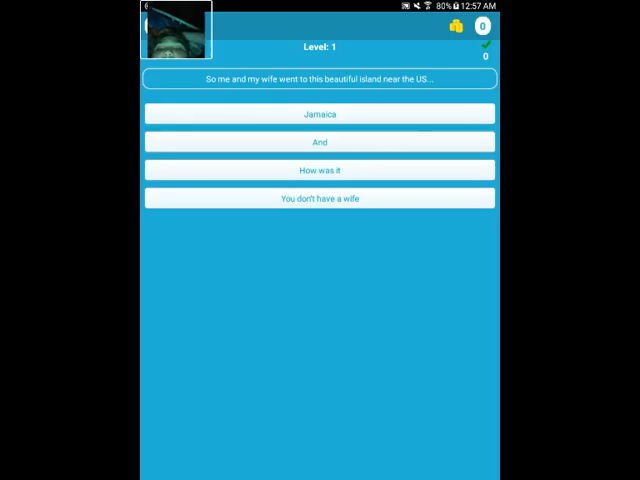 80% 12:57 AM
0
Level: 1
0
So me and my wife went to this beautiful island near the US...
Jamaica
And
How was it
You don't have a wife